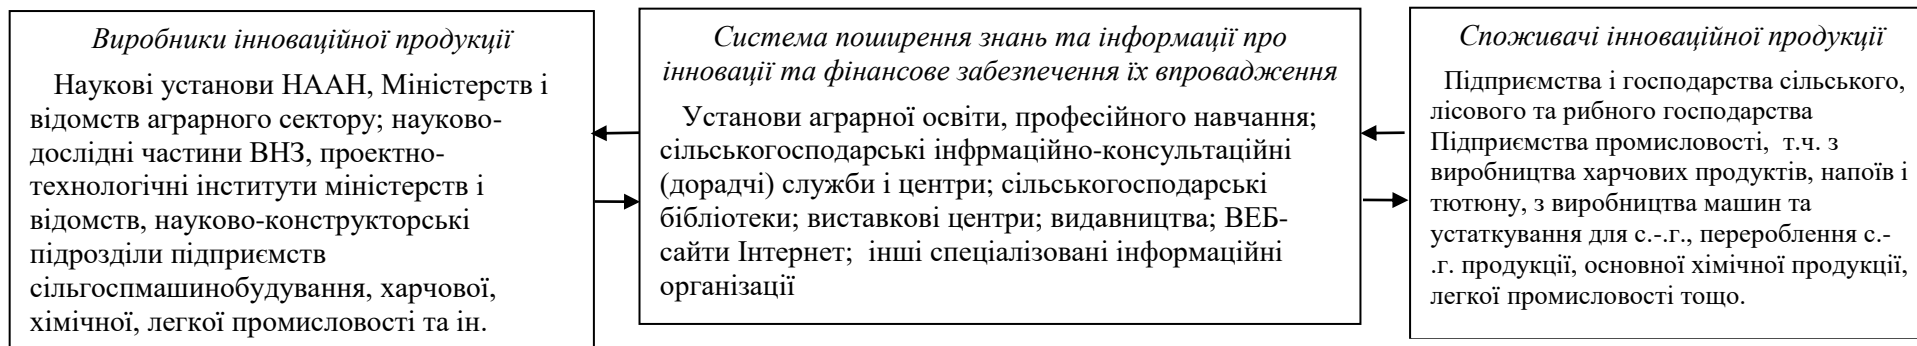 Виробники інноваційної продукції
Наукові установи НААН, Міністерств і
відомств аграрного сектору; науково-
дослідні частини ВНЗ, проектно-
технологічні інститути міністерств і
відомств, науково-конструкторські
підрозділи підприємств
сільгоспмашинобудування, харчової,
хімічної, легкої промисловості та ін.
Система поширення знань та інформації про
інновації та фінансове забезпечення їх впровадження
Установи аграрної освіти, професійного навчання;
сільськогосподарські інфрмаційно-консультаційні
(дорадчі) служби і центри; сільськогосподарські
бібліотеки; виставкові центри; видавництва; ВЕБ-
сайти Інтернет; інші спеціалізовані інформаційні
організації
Споживачі інноваційної продукції
Підприємства і господарства сільського,
лісового та рибного господарства
Підприємства промисловості, т.ч. з
виробництва харчових продуктів, напоїв і
тютюну, з виробництва машин та
устаткування для с.-.г., перероблення с.-
.г. продукції, основної хімічної продукції,
легкої промисловості тощо.